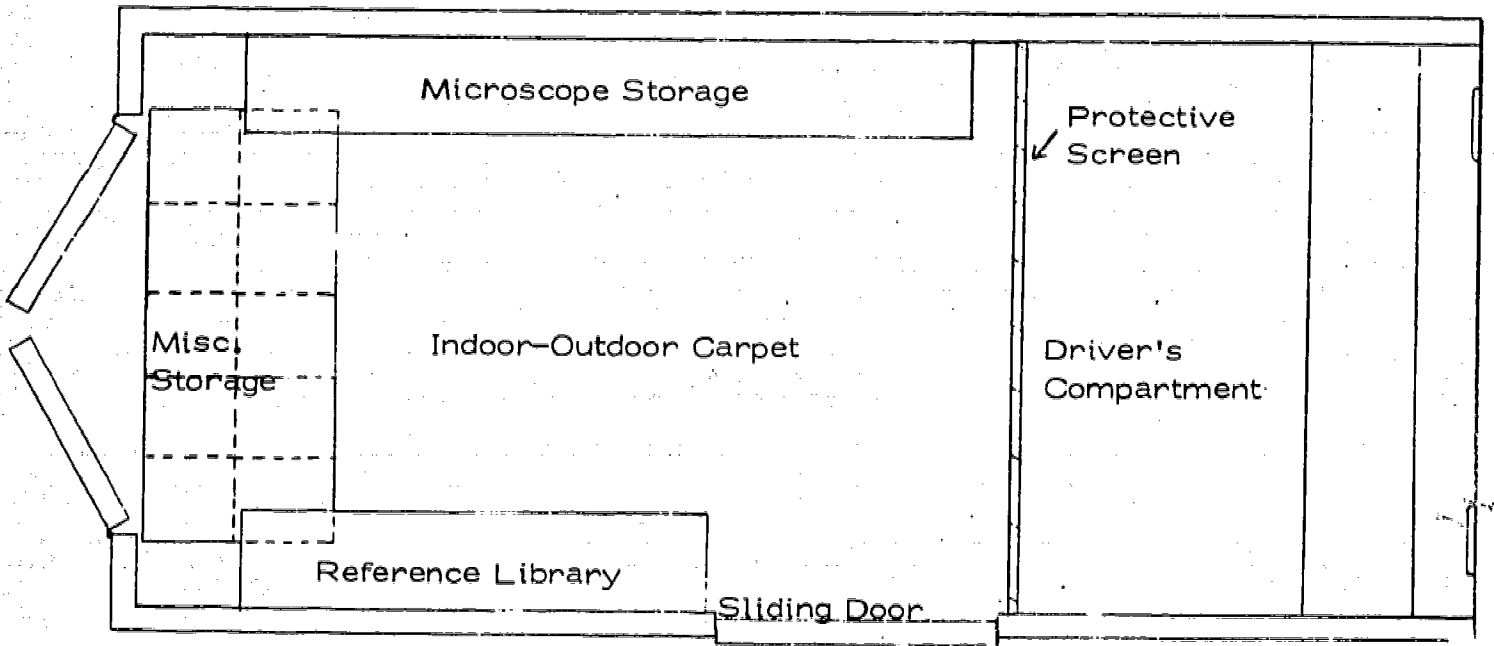 Microscope Storage
Protective
Screen
Misc.
Storage
Indoor-Outdoor Carpet
Driver's
Compartment
Reference Library
Sliding Door